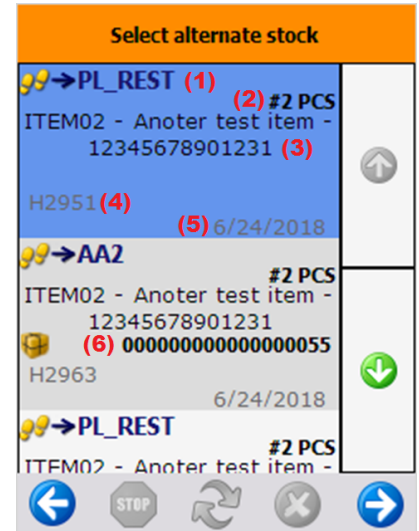 Select alternate stock
PL_REST (1)
(2) #2 PCS
ITEM02 - Anoter test item -
12345678901231 (3)
H2951 (4)
(5) 6/24/2018
AA2
#2 PCS
ITEM02 - Anoter test item -
12345678901231
(6) 000000000000000055
H2963
6/24/2018
PL_REST
#2 PCS
ITEM02 - Anoter test item -
STOP